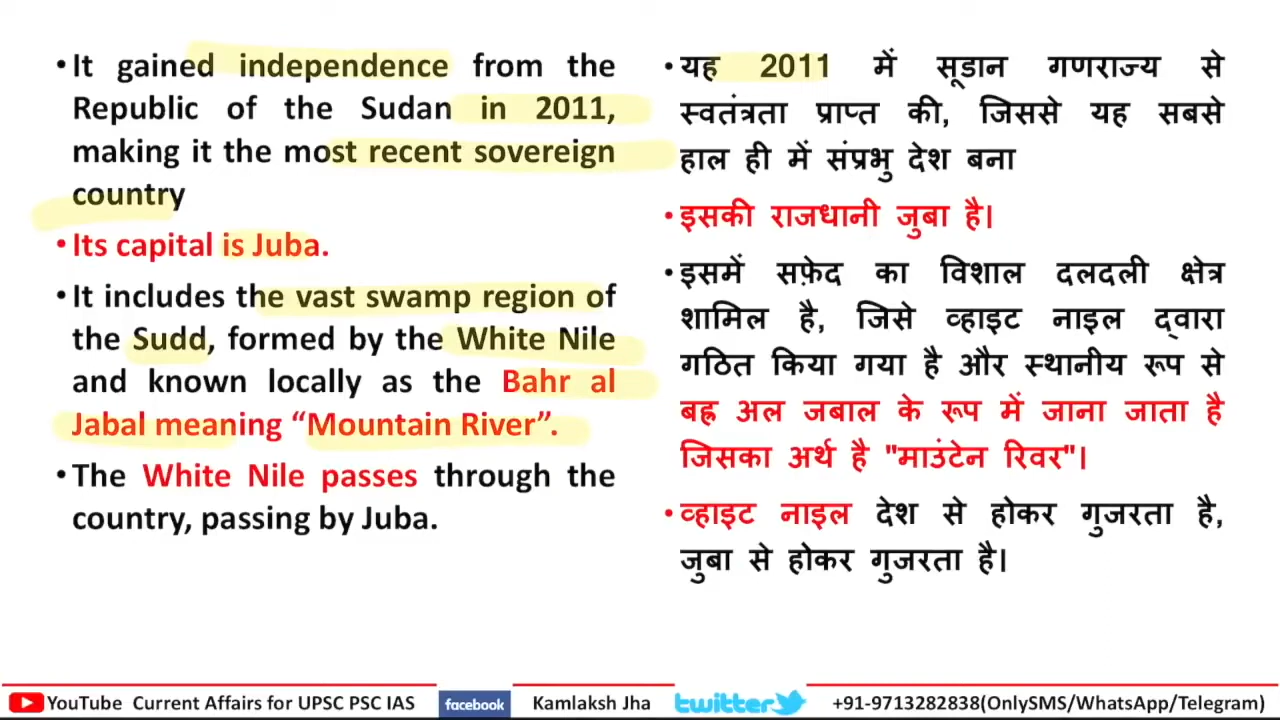 •It gained independence from the
Republic of the Sudan in 2011,
making it the most recent sovereign
country
•Its capital is Juba.
•It includes the vast swamp region of
the Sudd, formed by the White Nile
and known locally as the Bahr al
Jabal meaning “Mountain River”.
•The White Nile passes through the
country, passing by Juba.
•यह 2011 में सूडान गणराज्य से
स्वतंत्रता प्राप्त की, जिससे यह सबसे
हाल ही में संप्रभु देश बना
•इसकी राजधानी जुबा है।
•इसमें सफ़ेद का विशाल दलदली क्षेत्र
शामिल है, जिसे व्हाइट नाइल द्वारा
गठित किया गया है और स्थानीय रूप से
बह्र अल जबाल के रूप में जाना जाता है
जिसका अर्थ है "माउंटेन रिवर"।
•व्हाइट नाइल देश से होकर गुजरता है,
जुबा से होकर गुजरता है।
YouTube Current Affairs for UPSC PSC IAS facebook Kamlaksh Jha twitter +91-9713282838(OnlySMS/WhatsApp/Telegram)